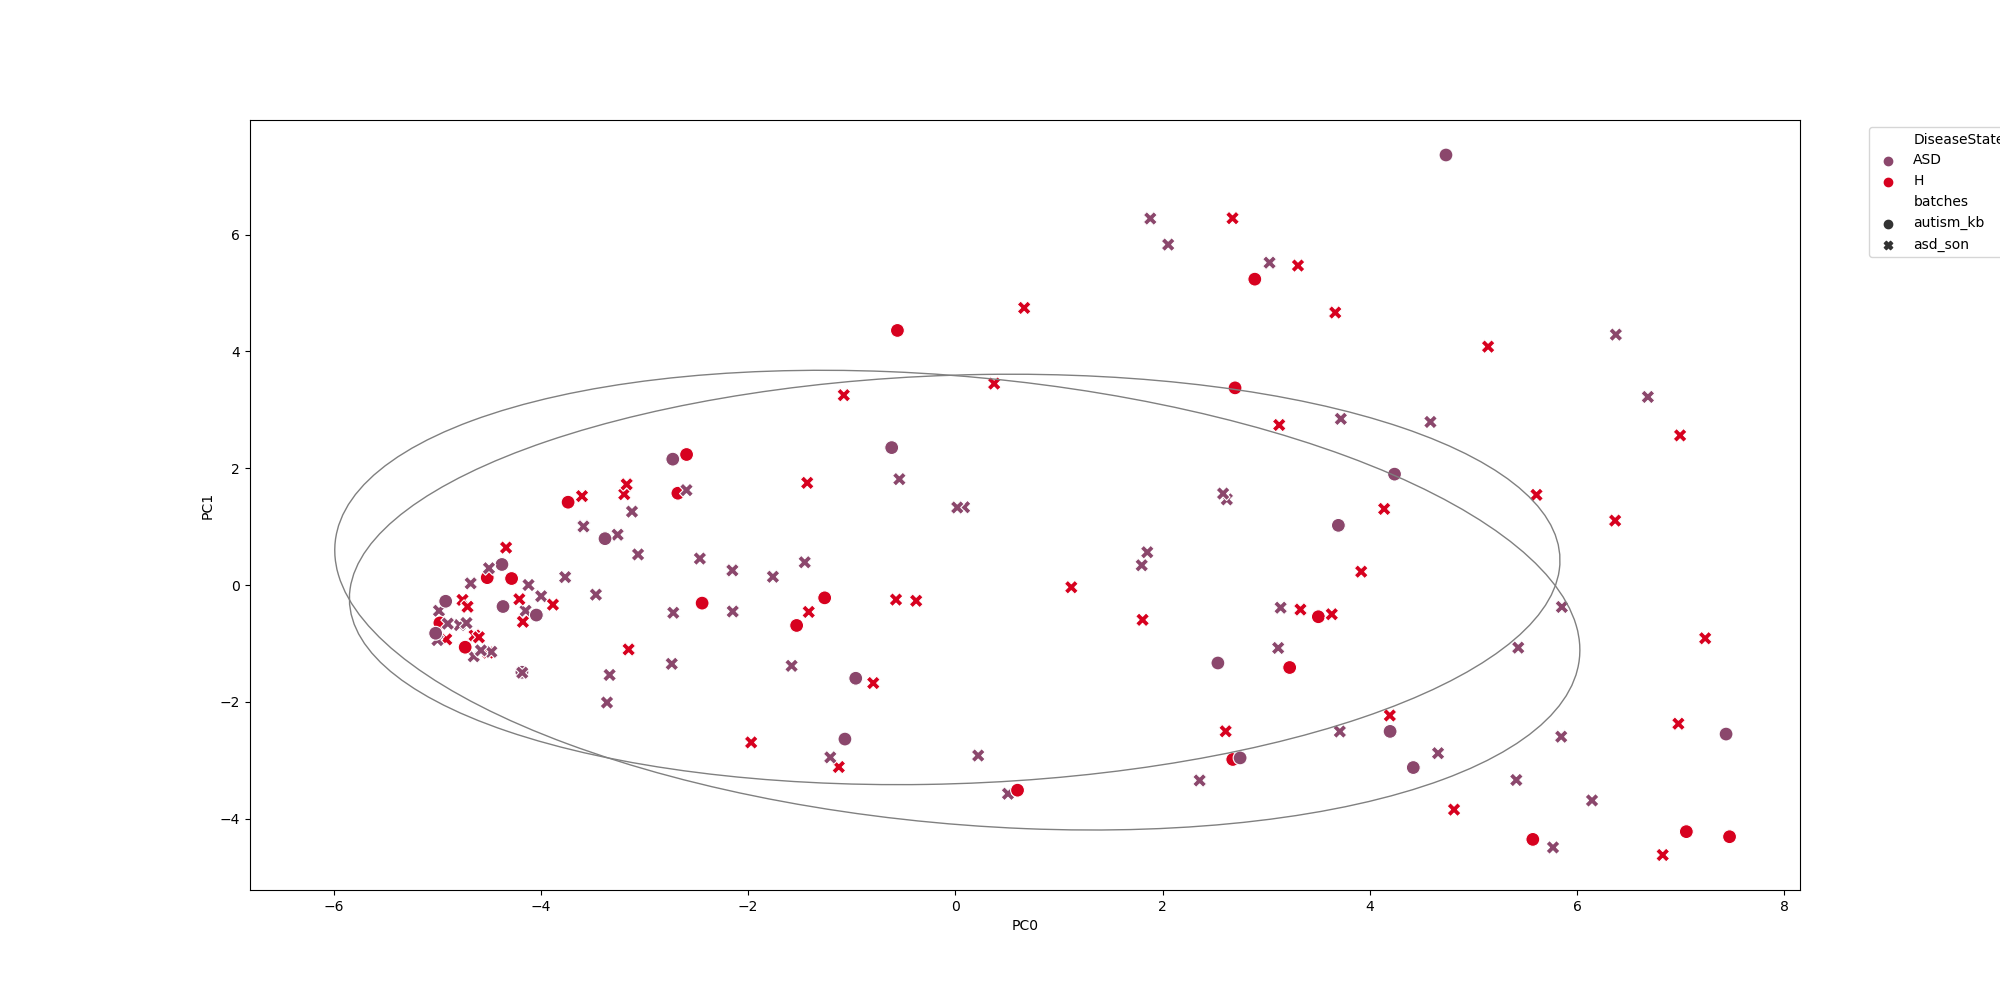 DiseaseState
ASD
H
batches
autism_kb
asd_son
6
4
2
0
−2
−4
PC1
−6
−4
−2
0
2
4
6
8
PC0